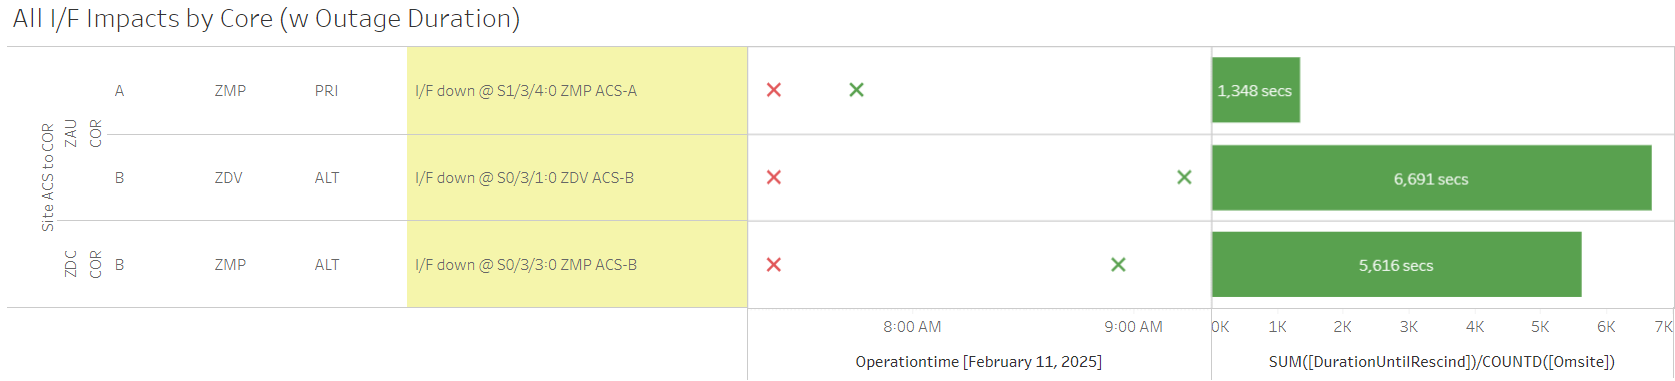 All I/F Impacts by Core (w Outage Duration)
Site ACS to COR
ZAU
COR
A ZMP PRI I/F down @ S1/3/4:0 ZMP ACS-A 1,348 secs
B ZDV ALT I/F down @ S0/3/1:0 ZDV ACS-B 6,691 secs
ZDC
COR
B ZMP ALT I/F down @ S0/3/3:0 ZMP ACS-B 5,616 secs
8:00 AM 9:00 AM 0K 1K 2K 3K 4K 5K 6K 7K
Operationtime [February 11, 2025] SUM([DurationUntilRescind])/COUNTD([Omsite])